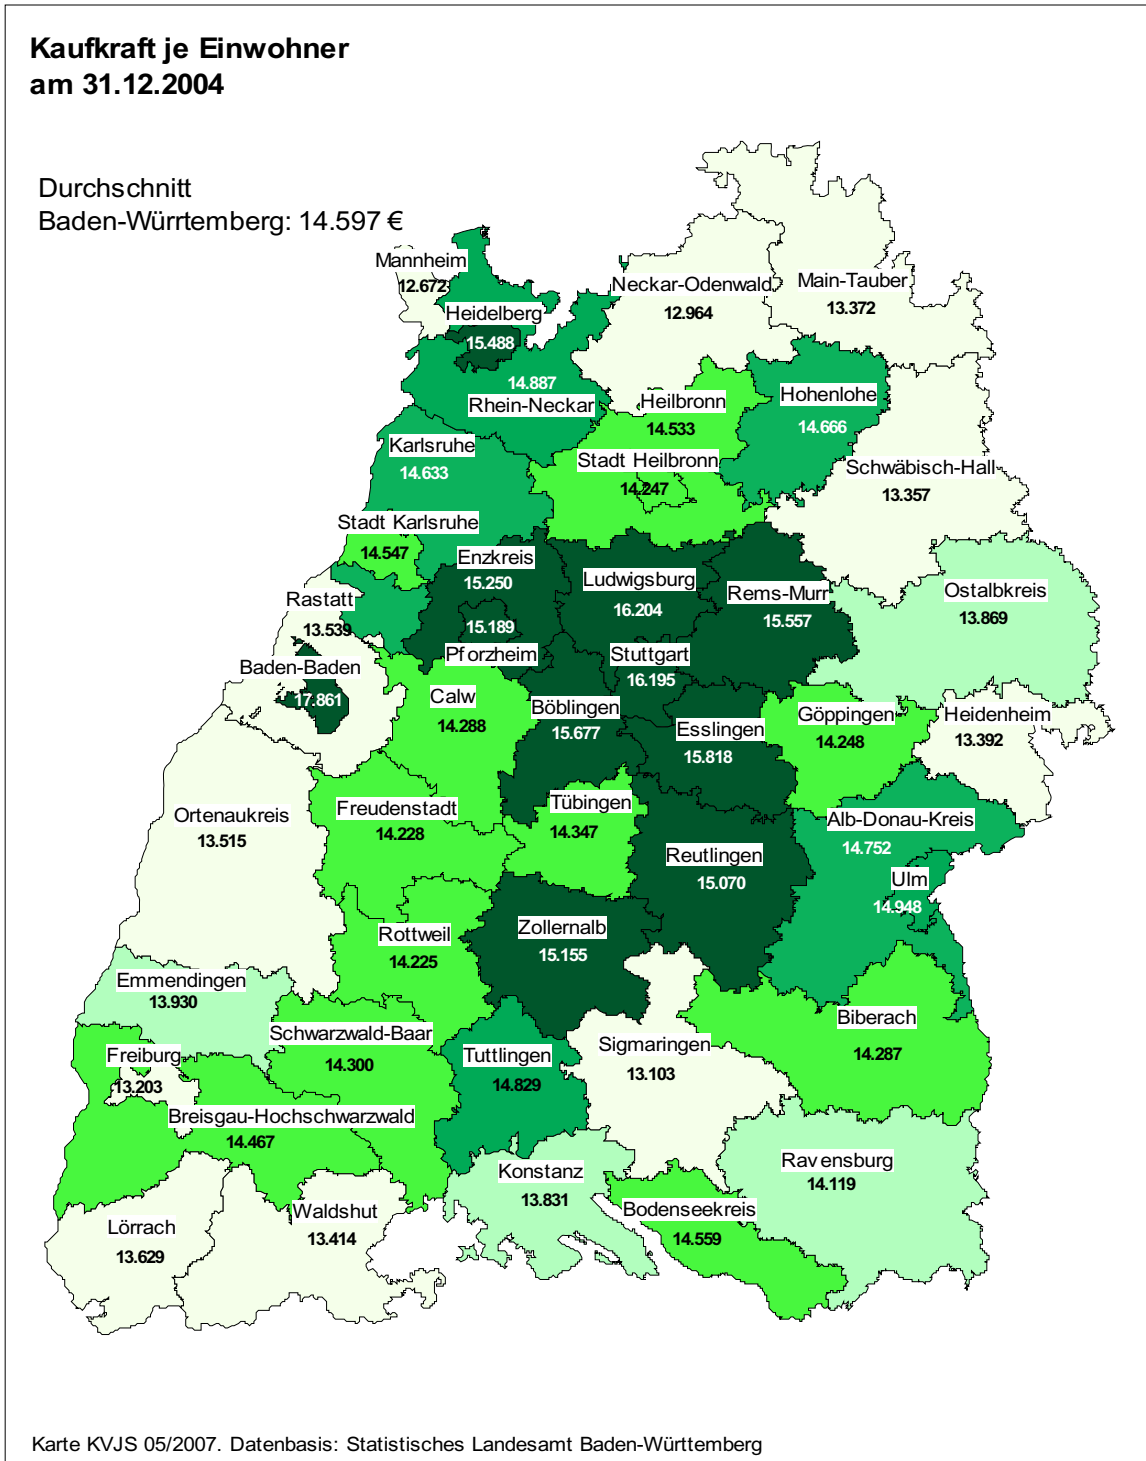 Kaufkraft je Einwohner
am 31.12.2004
Durchschnitt
Baden-Würrtemberg: 14.597 €
Mannheim
12.672
Heidelberg
15.488
Neckar-Odenwald
12.964
Main-Tauber
13.372
14.887
Rhein-Neckar
Heilbronn
14.533
Hohenlohe
14.666
Karlsruhe
14.633
Stadt Heilbronn
14.247
Schwäbisch-Hall
13.357
Stadt Karlsruhe
14.547
Enzkreis
15.250
Ludwigsburg
16.204
Rems-Murr
15.557
Ostalbkreis
13.869
Rastatt
13.539
15.189
Pforzheim
Stuttgart
16.195
Baden-Baden
17.861
Calw
14.288
Böblingen
15.677
Esslingen
15.818
Göppingen
14.248
Heidenheim
13.392
Ortenaukreis
13.515
Freudenstadt
14.228
Tübingen
14.347
Reutlingen
15.070
Alb-Donau-Kreis
14.752
Ulm
14.948
Rottweil
14.225
Zollernalb
15.155
Emmendingen
13.930
Schwarzwald-Baar
14.300
Tuttlingen
14.829
Sigmaringen
13.103
Biberach
14.287
Freiburg
13.203
Breisgau-Hochschwarzwald
14.467
Konstanz
13.831
Ravensburg
14.119
Bodenseekreis
14.559
Lörrach
13.629
Waldshut
13.414
Karte KVJS 05/2007. Datenbasis: Statistisches Landesamt Baden-Württemberg